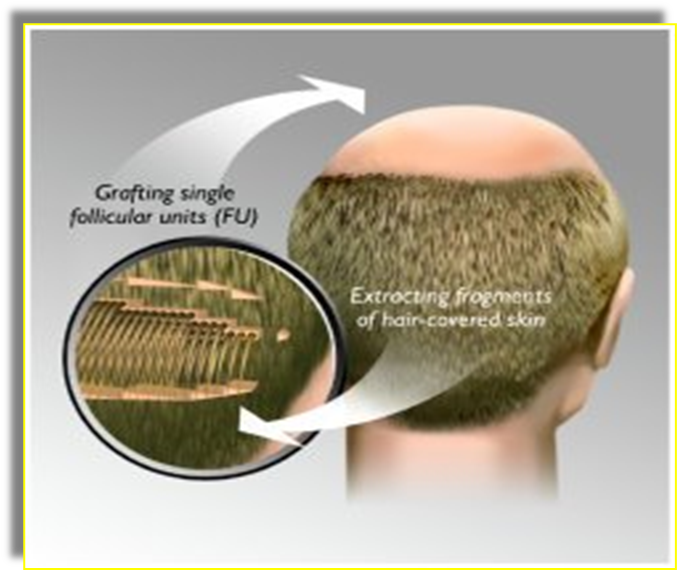 Grafting single
follicular units (FU)
Extracting fragments
of hair-covered skin